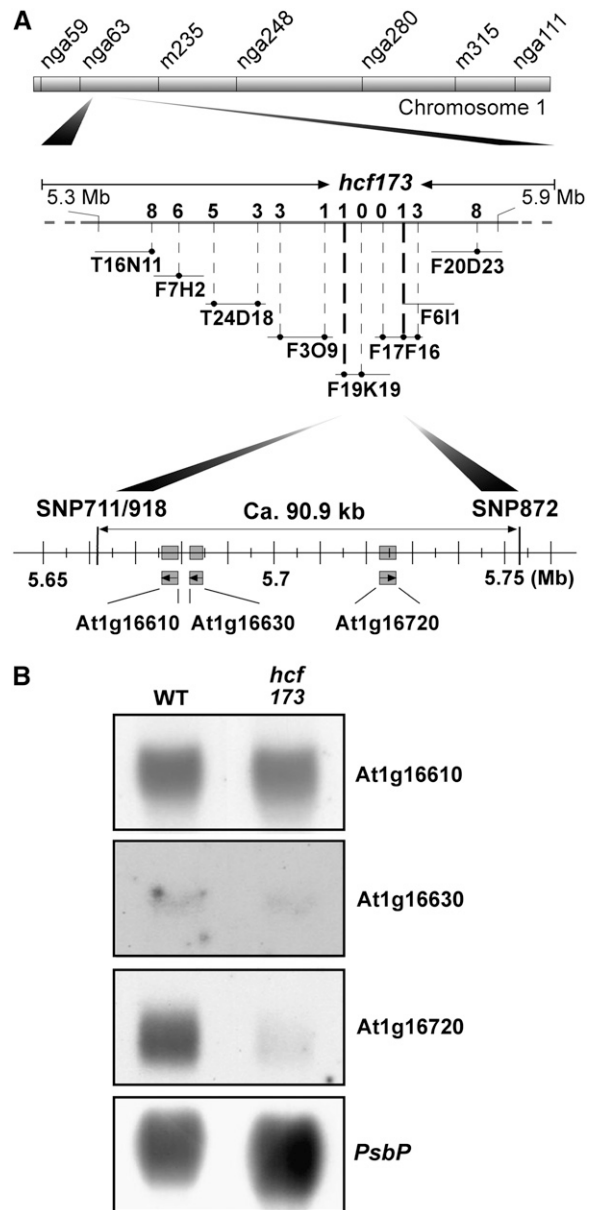 A
nga59 nga63 m235 nga248 nga280 m315 nga111
Chromosome 1
hcf173
5.3 Mb 5.9 Mb
8 6 5 3 3 1 1 0 0 1 3 8
T16N11 F20D23
F7H2
T24D18 F6I1
F3O9 F17F16
F19K19
SNP711/918 Ca. 90.9 kb SNP872
5.65 5.7 5.75 (Mb)
At1g16610 At1g16630 At1g16720
B
WT hcf
173
At1g16610
At1g16630
At1g16720
PsbP